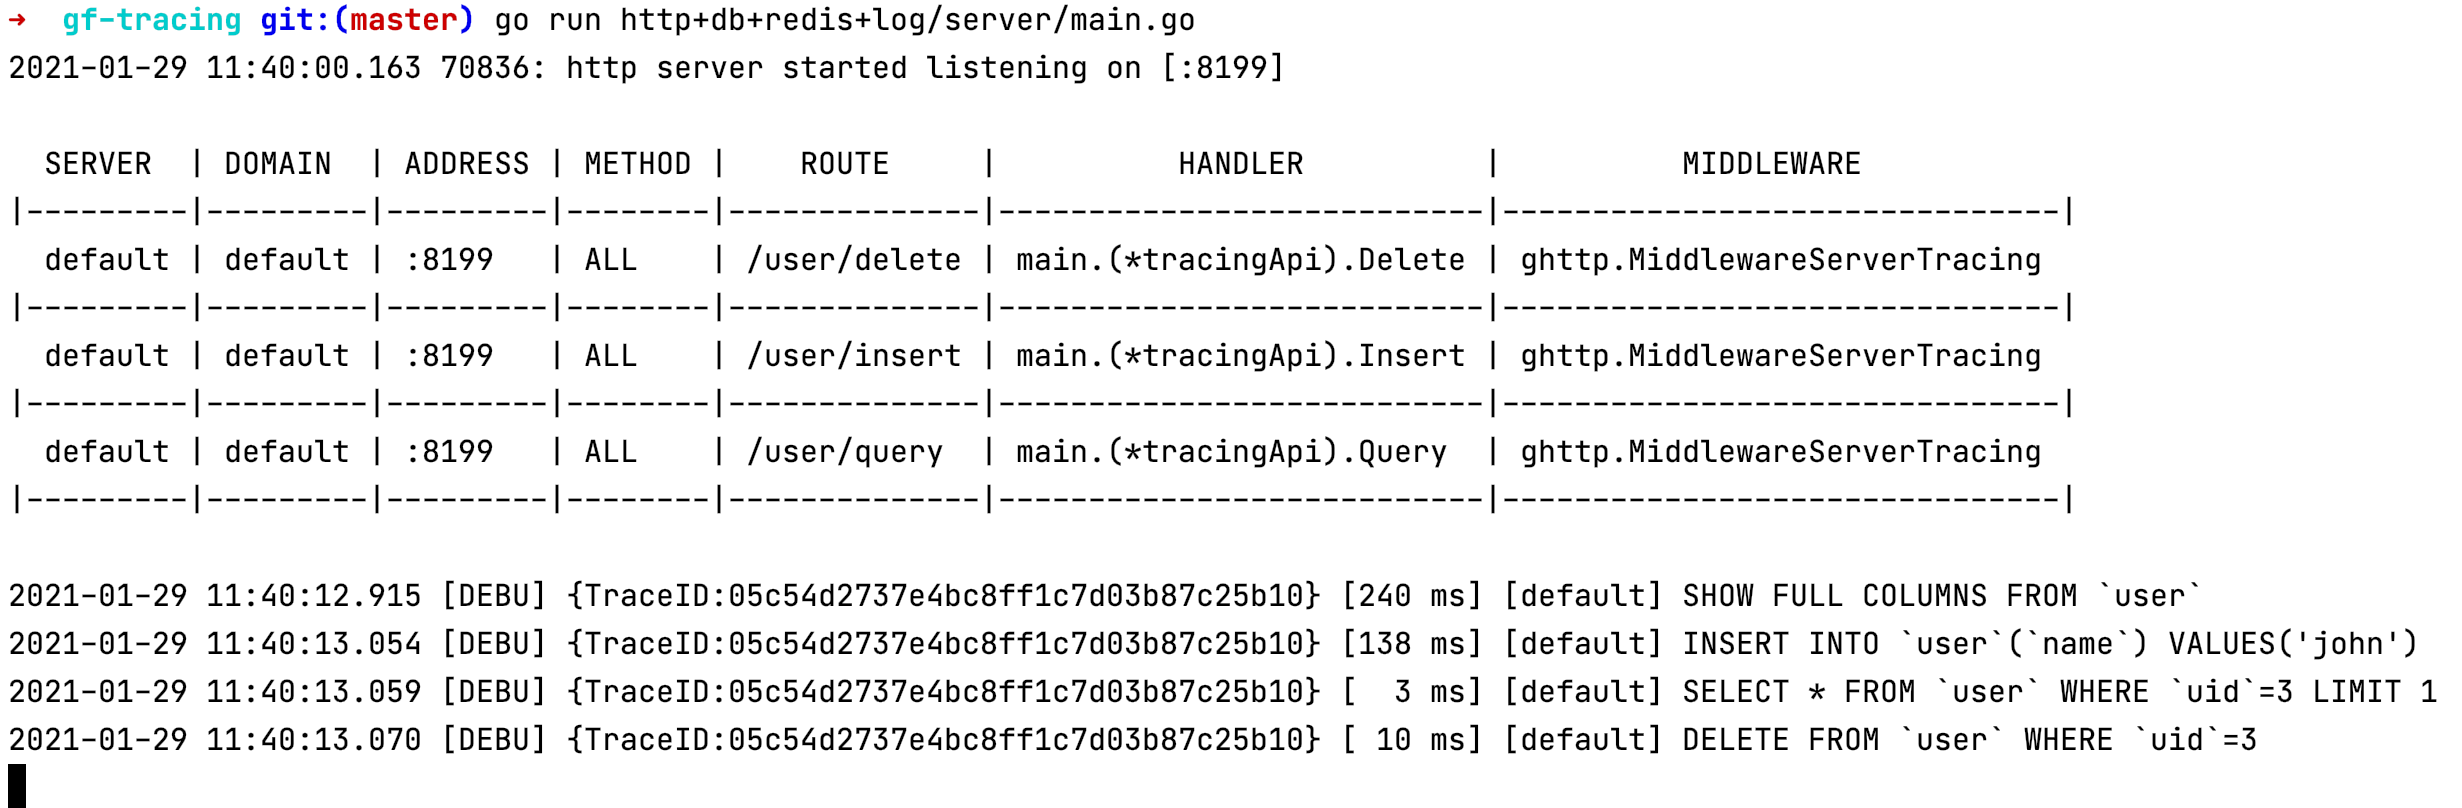 ➜  gf-tracing git:(master) go run http+db+redis+log/server/main.go
2021-01-29 11:40:00.163 70836: http server started listening on [:8199]

  SERVER  | DOMAIN  | ADDRESS | METHOD |    ROUTE     |          HANDLER          |          MIDDLEWARE
|---------|---------|---------|--------|--------------|---------------------------|-------------------------------|
  default | default | :8199   | ALL    | /user/delete | main.(*tracingApi).Delete | ghttp.MiddlewareServerTracing
|---------|---------|---------|--------|--------------|---------------------------|-------------------------------|
  default | default | :8199   | ALL    | /user/insert | main.(*tracingApi).Insert | ghttp.MiddlewareServerTracing
|---------|---------|---------|--------|--------------|---------------------------|-------------------------------|
  default | default | :8199   | ALL    | /user/query  | main.(*tracingApi).Query  | ghttp.MiddlewareServerTracing
|---------|---------|---------|--------|--------------|---------------------------|-------------------------------|

2021-01-29 11:40:12.915 [DEBU] {TraceID:05c54d2737e4bc8ff1c7d03b87c25b10} [240 ms] [default] SHOW FULL COLUMNS FROM `user`
2021-01-29 11:40:13.054 [DEBU] {TraceID:05c54d2737e4bc8ff1c7d03b87c25b10} [138 ms] [default] INSERT INTO `user`(`name`) VALUES('john')
2021-01-29 11:40:13.059 [DEBU] {TraceID:05c54d2737e4bc8ff1c7d03b87c25b10} [  3 ms] [default] SELECT * FROM `user` WHERE `uid`=3 LIMIT 1
2021-01-29 11:40:13.070 [DEBU] {TraceID:05c54d2737e4bc8ff1c7d03b87c25b10} [ 10 ms] [default] DELETE FROM `user` WHERE `uid`=3